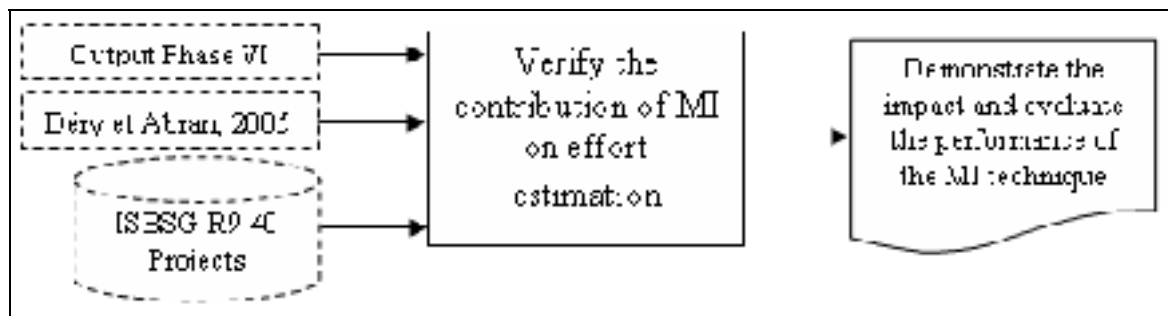 Output Phase VI
Déry et Abran, 2005
ISBSG R9 40
Projects
Verify the
contribution of MI
on effort
estimation
Demonstrate the
impact and evaluate
the performance of
the MI technique